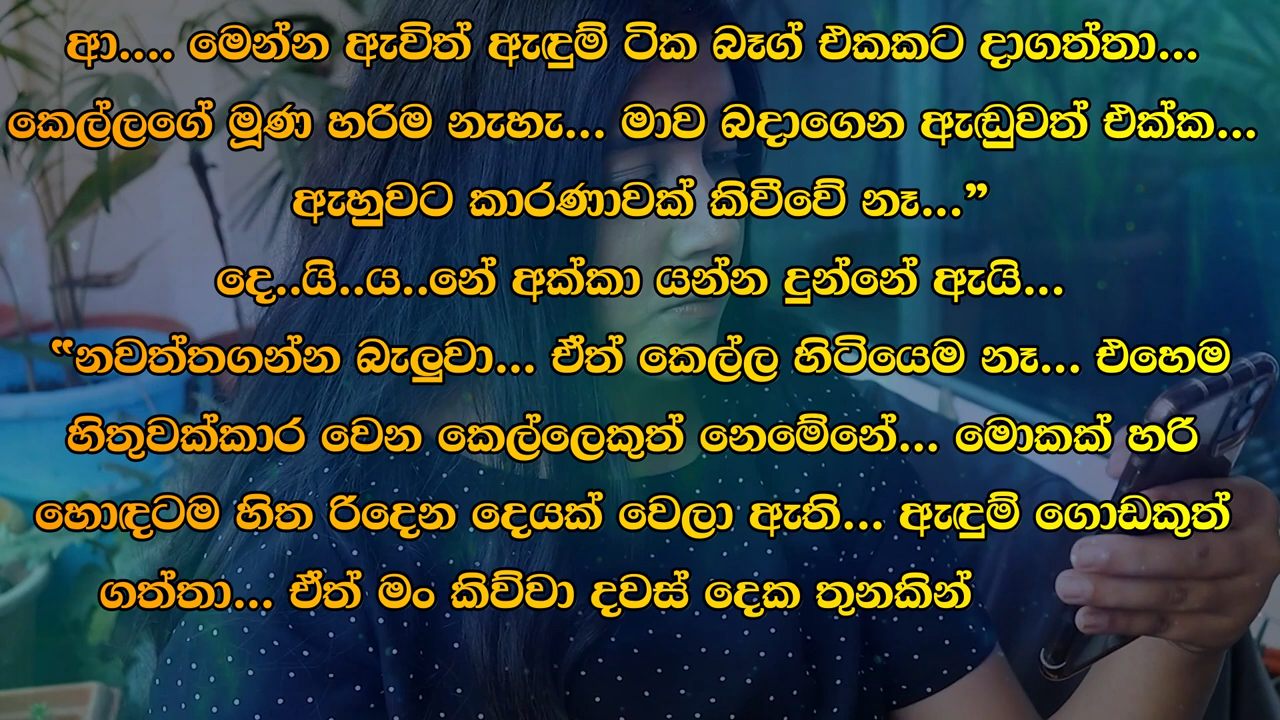 ආ.... මෙන්න ඇවිත් ඇඳුම් ටික බෑග් එකකට දාගත්තා...
කෙල්ලගේ මූණ හරිම නැහැ... මාව බදාගෙන ඇඬුවත් එක්ක...
ඇහුවට කාරණාවක් කිව්වේ නෑ...”
දෙ..යි..ය..නේ අක්කා යන්න දුන්නේ ඇයි...
“නවත්තගන්න බැලුවා... ඒත් කෙල්ල හිටියෙම නෑ... එහෙම
හිතුවක්කාර වෙන කෙල්ලෙකුත් නෙමේනේ... මොකක් හරි
හොඳටම හිත රිදෙන දෙයක් වෙලා ඇති... ඇඳුම් ගොඩකුත්
ගත්තා... ඒත් මං කිව්වා දවස් දෙක තුනකින්